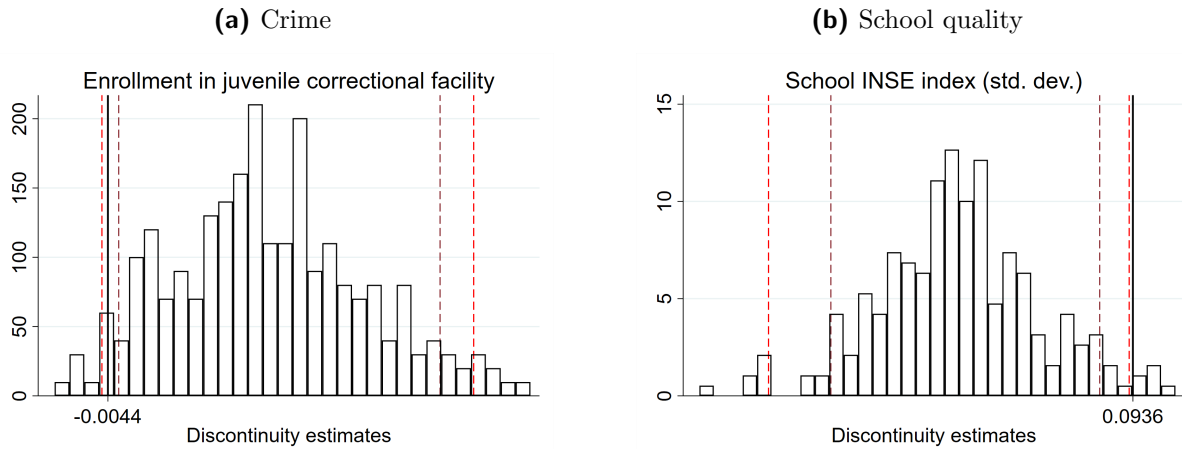 (a) Crime
Enrollment in juvenile correctional facility
200
150
100
50
0
-0.0044
Discontinuity estimates
(b) School quality
School INSE index (std. dev.)
15
10
5
0
0.0936
Discontinuity estimates